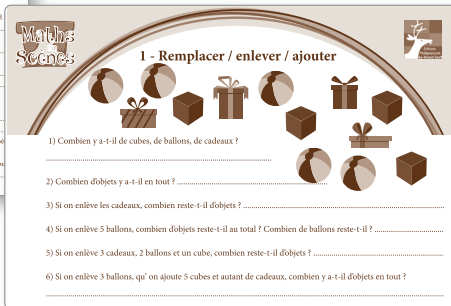 Maths
en
Scènes
1 - Remplacer / enlever / ajouter
1) Combien y a-t-il de cubes, de ballons, de cadeaux ?
2) Combien d'objets y a-t-il en tout ?
3) Si on enlève les cadeaux, combien reste-t-il d'objets ?
4) Si on enlève 5 ballons, combien d'objets reste-t-il au total ? Combien de ballons reste-t-il ?
5) Si on enlève 3 cadeaux, 2 ballons et un cube, combien reste-t-il d'objets ?
6) Si on enlève 3 ballons, qu' on ajoute 5 cubes et autant de cadeaux, combien y a-t-il d'objets en tout ?